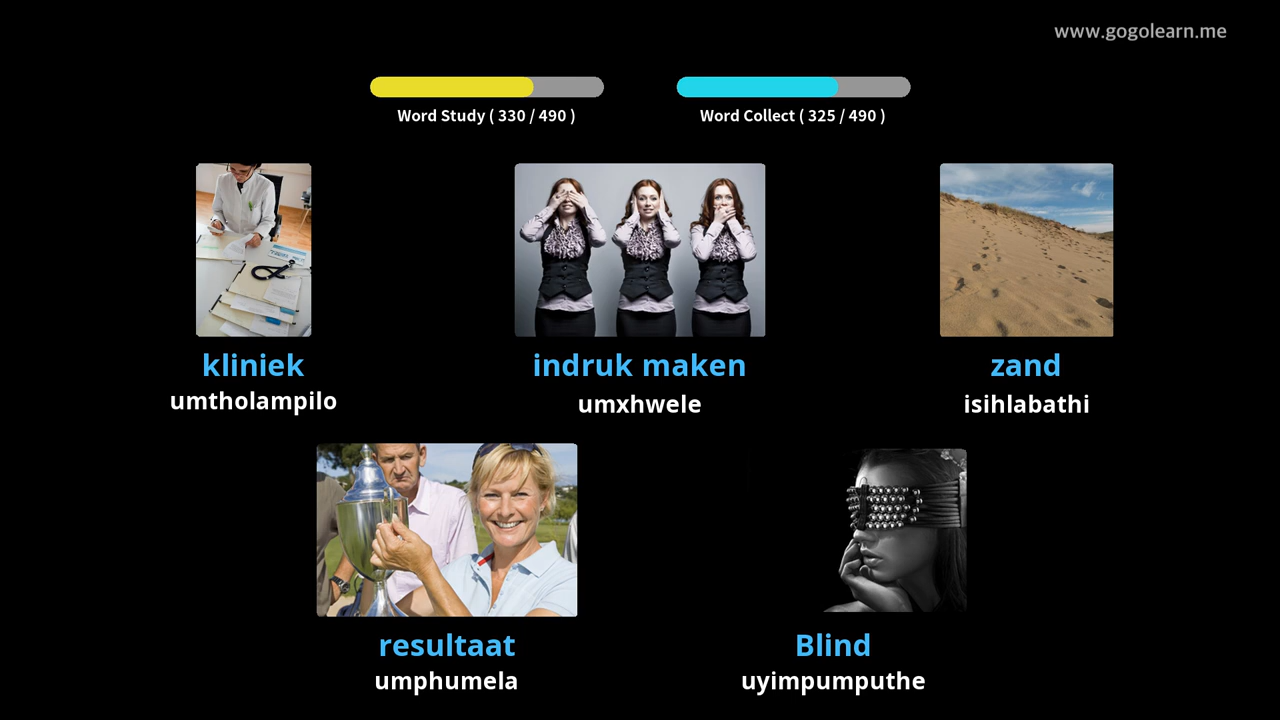 www.gogolearn.me
Word Study ( 330 / 490 )
Word Collect ( 325 / 490 )
kliniek
umtholampilo
indruk maken
umxhwele
zand
isihlabathi
resultaat
umphumela
Blind
uyimpumputhe